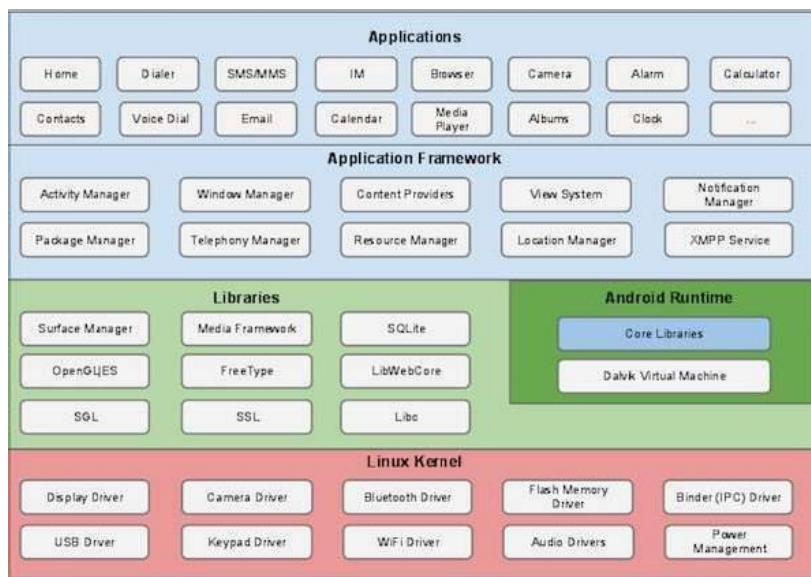 Applications
Home Dialer SMS/MMS IM Browser Camera Alarm Calculator
Contacts Voice Dial Email Calendar Media Player Albums Clock ...
Application Framework
Activity Manager Window Manager Content Providers View System Notification Manager
Package Manager Telephony Manager Resource Manager Location Manager XMPP Service
Libraries Android Runtime
Surface Manager Media Framework SQLite Core Libraries
OpenGL|ES FreeType LibWebCore Dalvik Virtual Machine
SGL SSL Libc
Linux Kernel
Display Driver Camera Driver Bluetooth Driver Flash Memory Driver Binder (IPC) Driver
USB Driver Keypad Driver WiFi Driver Audio Drivers Power Management